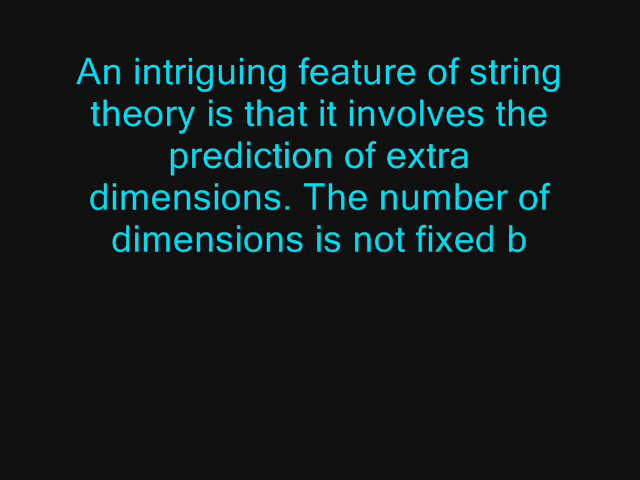 An intriguing feature of string
theory is that it involves the
prediction of extra
dimensions. The number of
dimensions is not fixed b